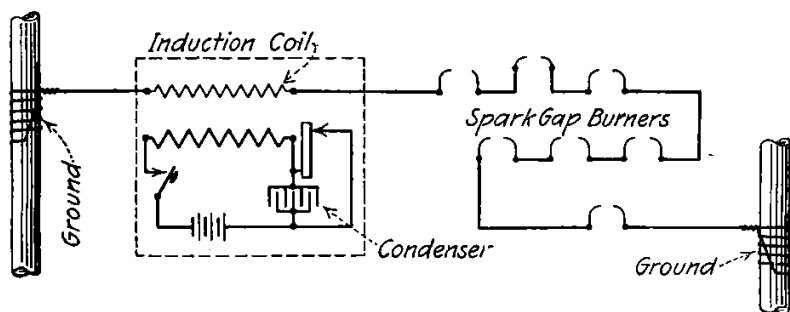 Induction Coil
Spark Gap Burners
Ground
Condenser
Ground